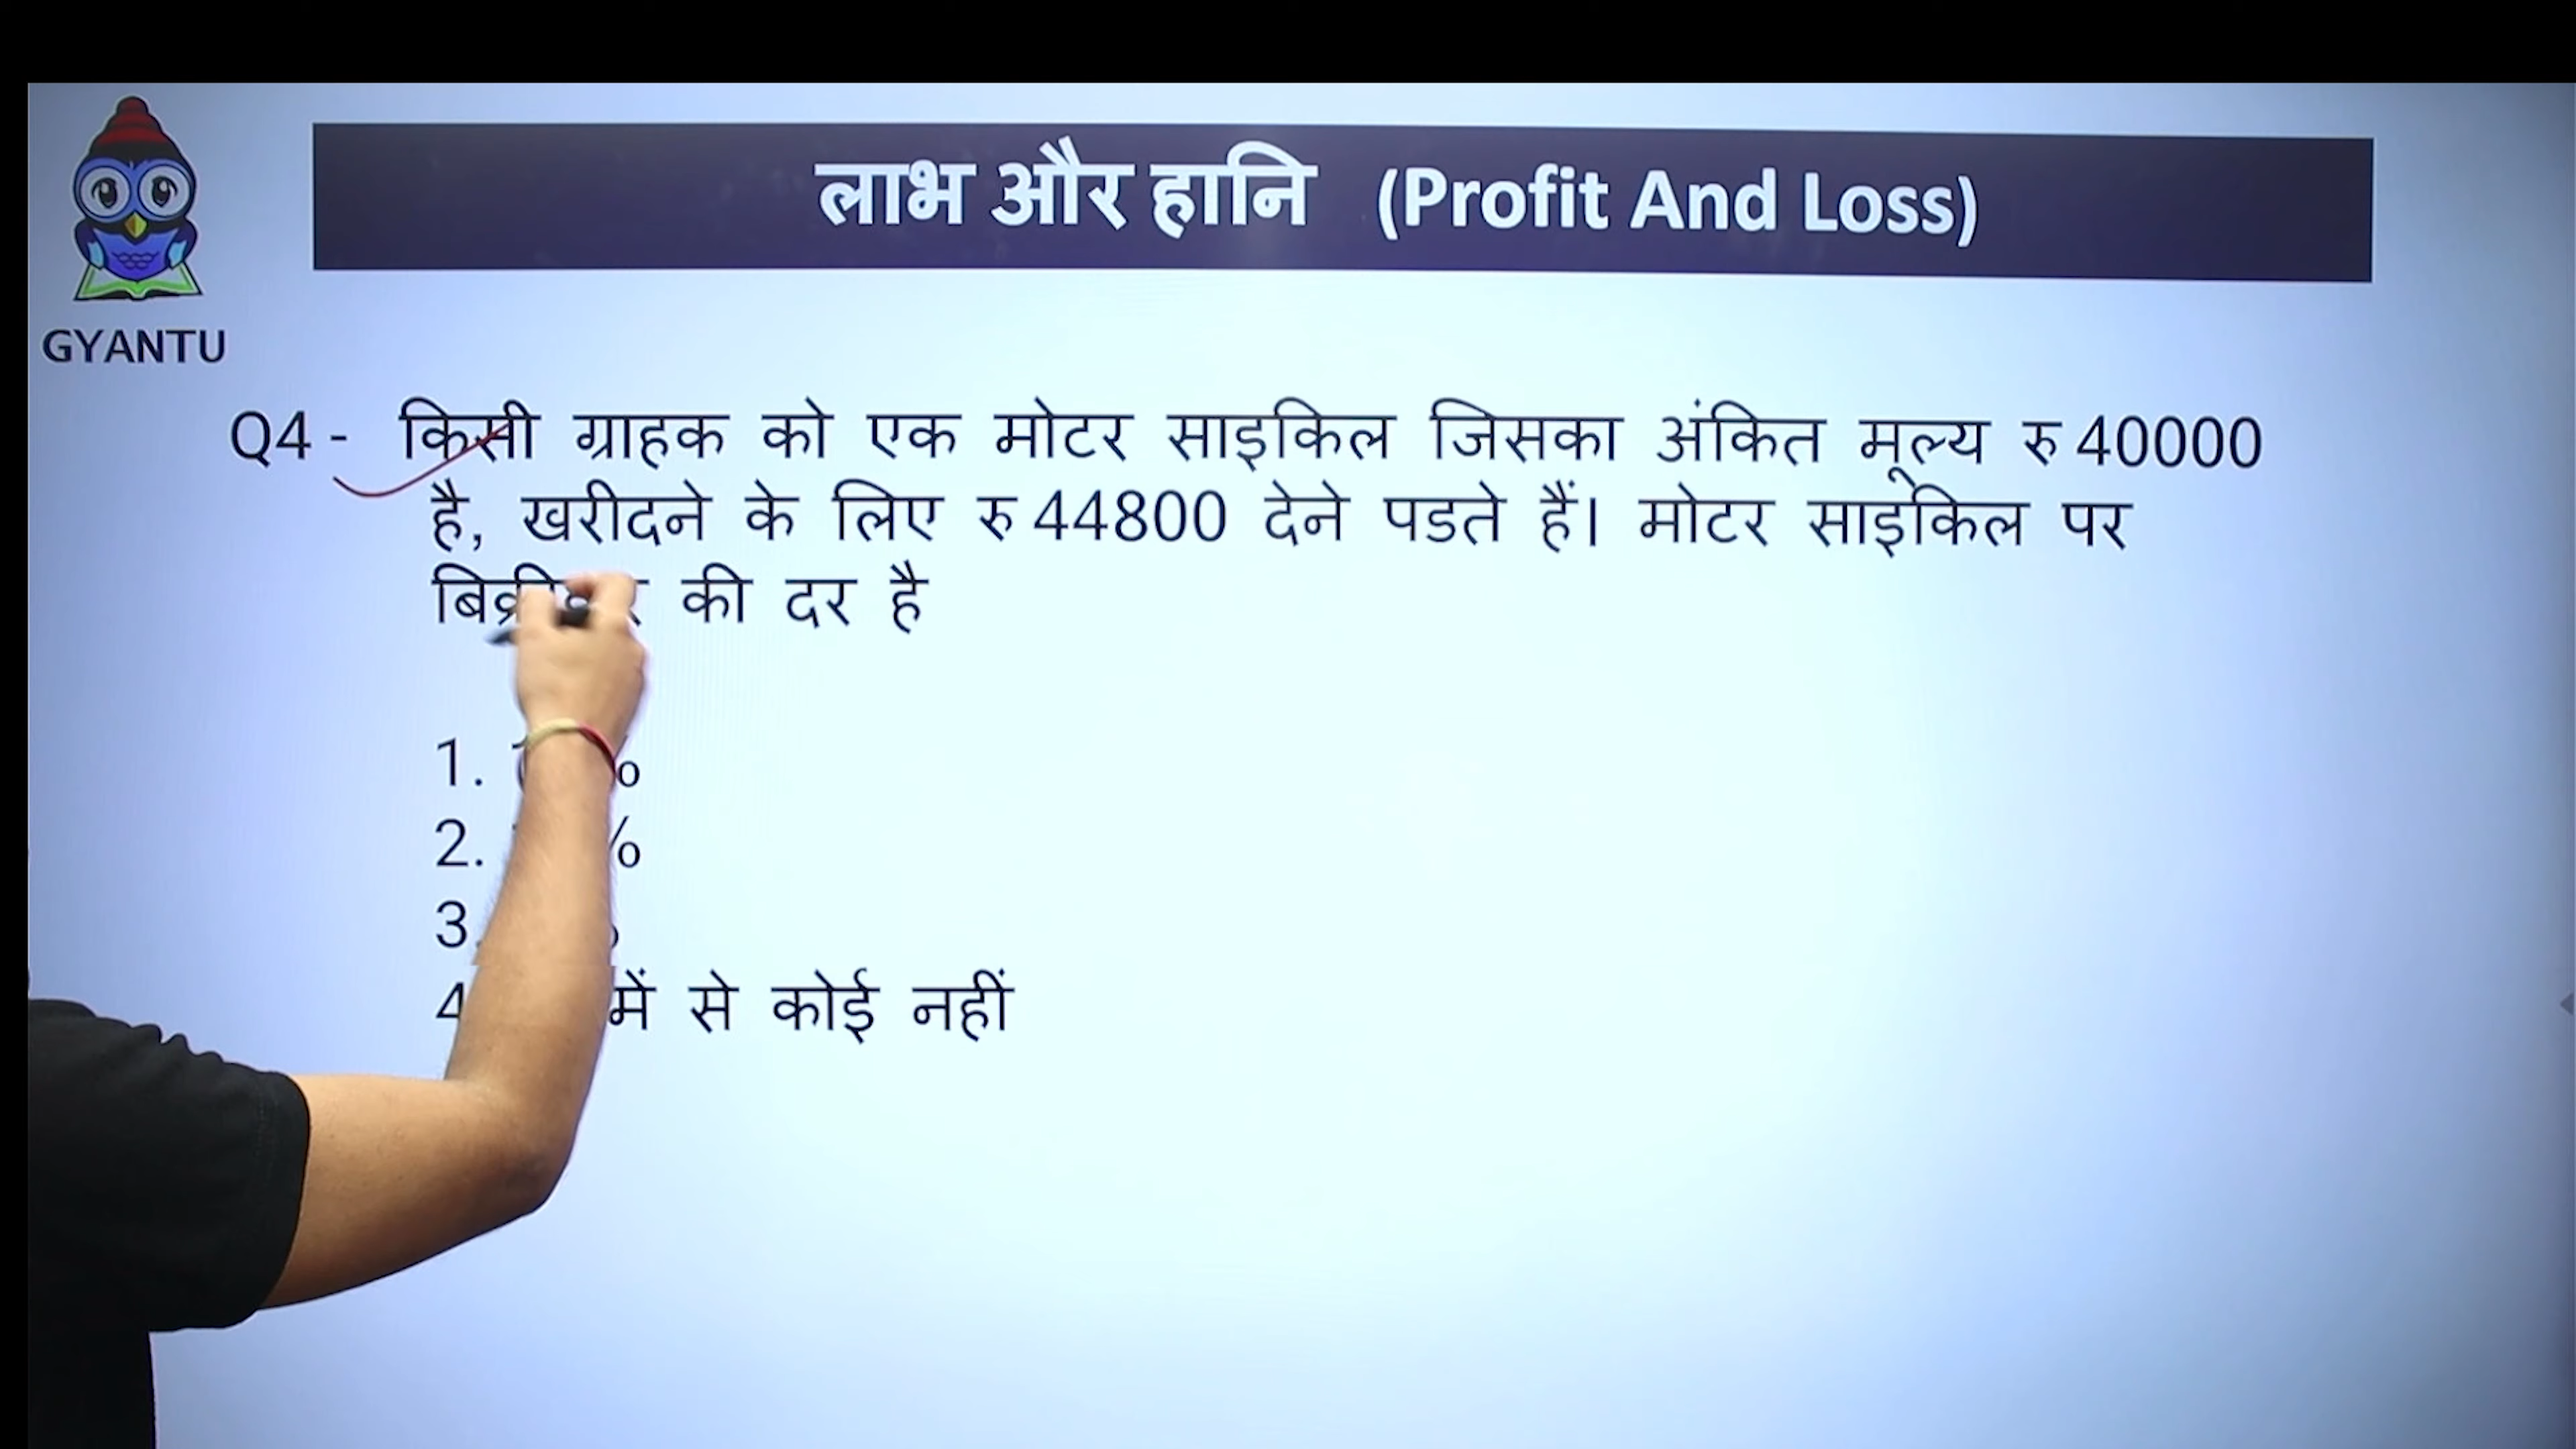 लाभ और हानि (Profit And Loss)
GYANTU
Q4 - किसी ग्राहक को एक मोटर साइकिल जिसका अंकित मूल्य रु 40000
है, खरीदने के लिए रु 44800 देने पडते हैं। मोटर साइकिल पर
की दर है
1. %
2. %
3.
4 में से कोई नहीं